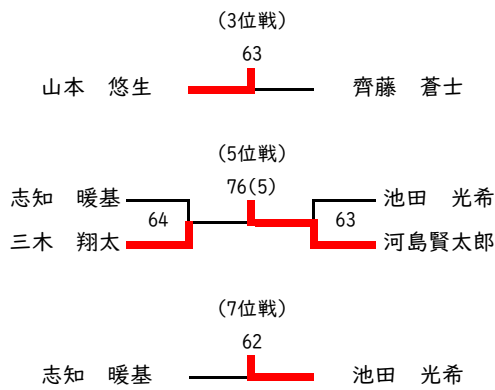 (3位戦)
63
山本 悠生 齊藤 蒼士
(5位戦)
76(5)
志知 暖基 池田 光希
64 63
三木 翔太 河島賢太郎
(7位戦)
62
志知 暖基 池田 光希